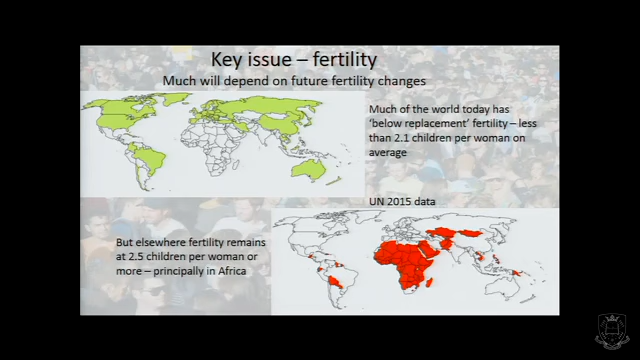 Key issue – fertility
Much will depend on future fertility changes
Much of the world today has
'below replacement' fertility – less
than 2.1 children per woman on
average
UN 2015 data
But elsewhere fertility remains
at 2.5 children per woman or
more – principally in Africa